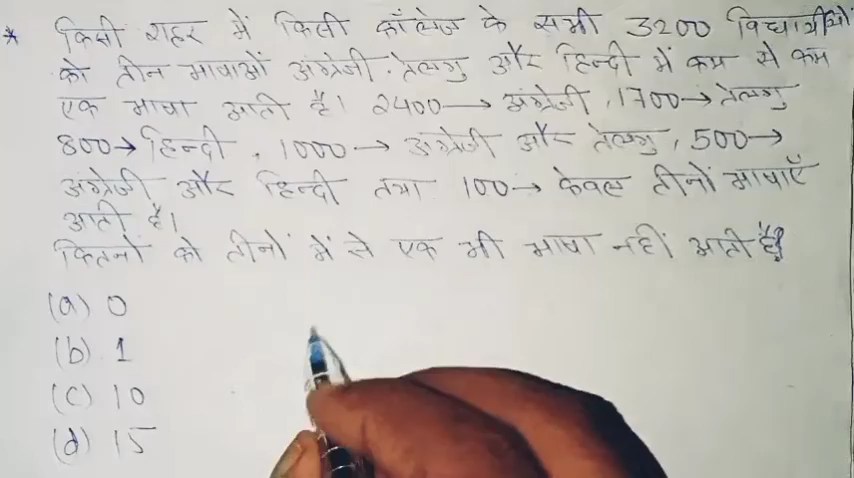 * किसी शहर में किसी कॉलेज के सभी 3200 विद्यार्थीयों
को तीन भाषाओं अंग्रेजी, तेलगु और हिन्दी में कम से कम
एक भाषा आती है। 2400→ अंग्रेजी, 1700→ तेलगु
800→ हिन्दी, 1000 → अंग्रेजी और तेलगु, 500→
अंग्रेजी और हिन्दी तथा 100→ केवल तीनों भाषाएँ
आती है।
कितनों को तीनों में से एक भी भाषा नहीं आती है?
(a) 0
(b) 1
(c) 10
(d) 15